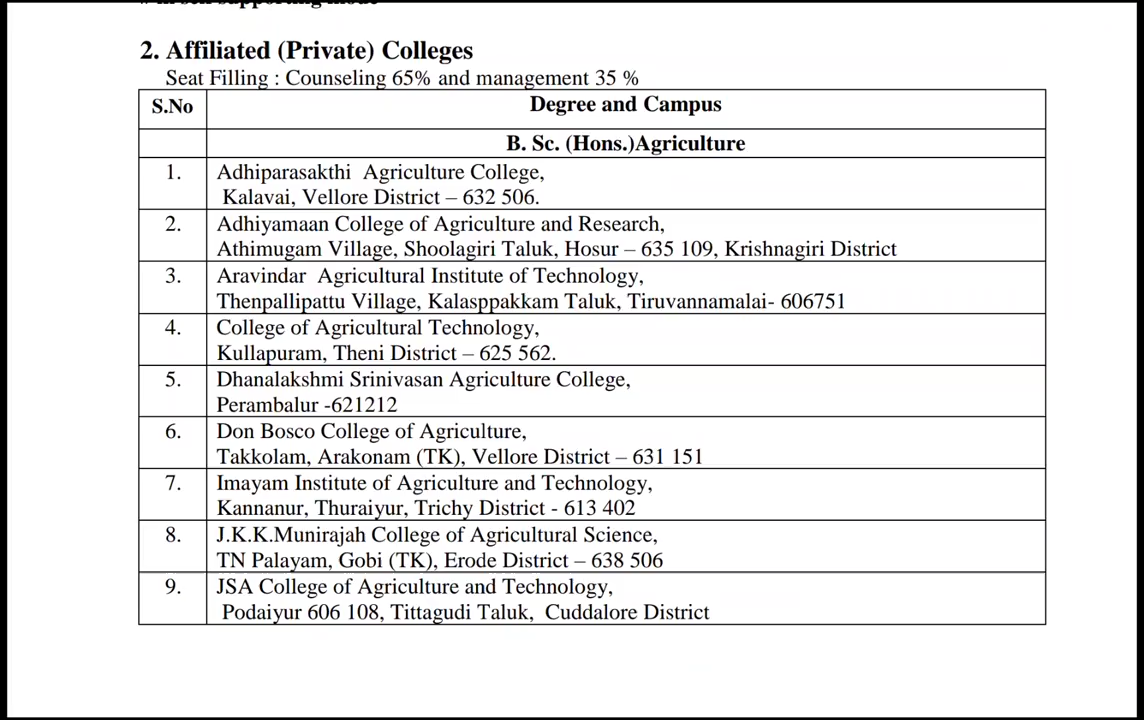 2. Affiliated (Private) Colleges
Seat Filling : Counseling 65% and management 35 %
S.No Degree and Campus
B. Sc. (Hons.)Agriculture
1. Adhiparasakthi Agriculture College,
Kalavai, Vellore District – 632 506.
2. Adhiyamaan College of Agriculture and Research,
Athimugam Village, Shoolagiri Taluk, Hosur – 635 109, Krishnagiri District
3. Aravindar Agricultural Institute of Technology,
Thenpallipattu Village, Kalasppakkam Taluk, Tiruvannamalai- 606751
4. College of Agricultural Technology,
Kullapuram, Theni District – 625 562.
5. Dhanalakshmi Srinivasan Agriculture College,
Perambalur -621212
6. Don Bosco College of Agriculture,
Takkolam, Arakonam (TK), Vellore District – 631 151
7. Imayam Institute of Agriculture and Technology,
Kannanur, Thuraiyur, Trichy District - 613 402
8. J.K.K.Munirajah College of Agricultural Science,
TN Palayam, Gobi (TK), Erode District – 638 506
9. JSA College of Agriculture and Technology,
Podaiyur 606 108, Tittagudi Taluk, Cuddalore District